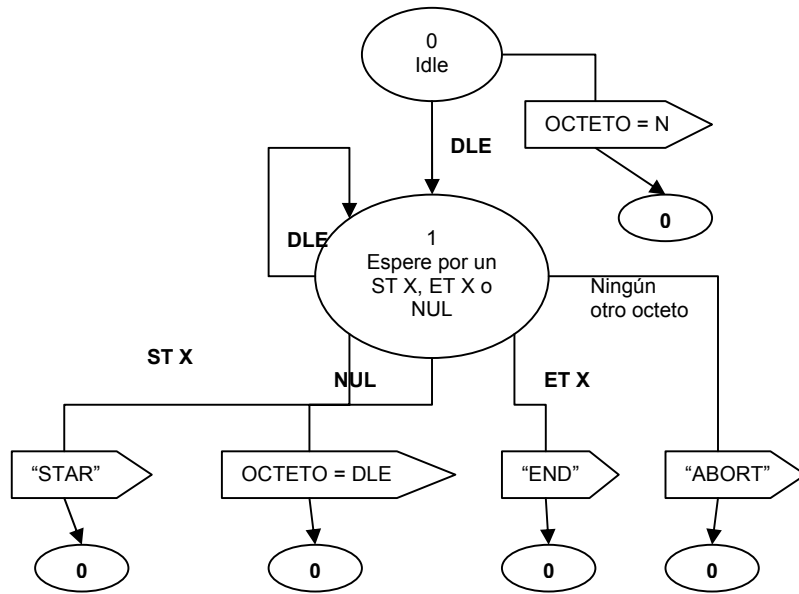 0
Idle
OCTETO = N
DLE
0
DLE
1
Espere por un
ST X, ET X o
NUL
Ningún
otro octeto
ST X
NUL
ET X
“STAR”
OCTETO = DLE
“END”
“ABORT”
0
0
0
0